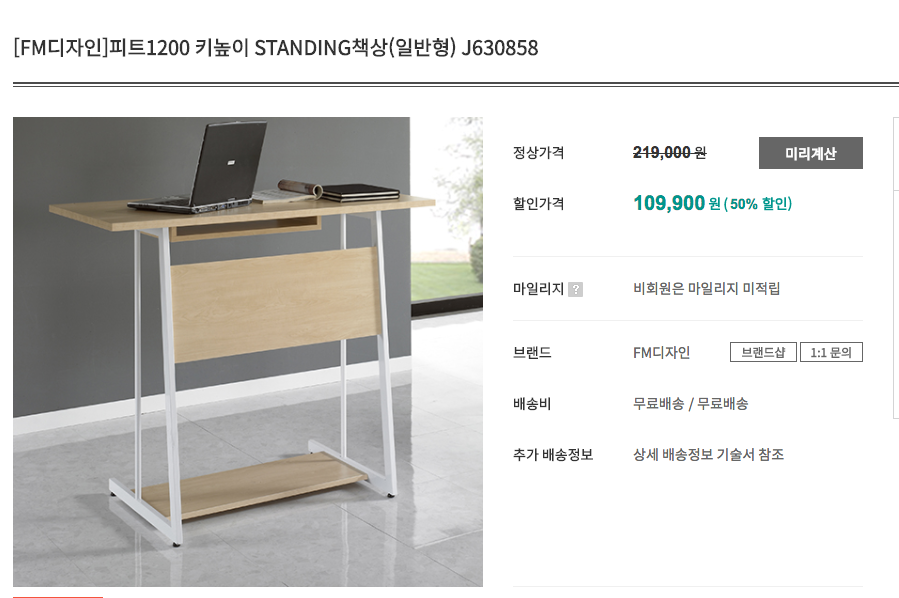 [FM디자인]피트1200 키높이 STANDING책상(일반형) J630858
정상가격 219,000 원 미리계산
할인가격 109,900 원 ( 50% 할인)
마일리지 ? 비회원은 마일리지 미적립
브랜드 FM디자인 브랜드샵 1:1 문의
배송비 무료배송 / 무료배송
추가 배송정보 상세 배송정보 기술서 참조